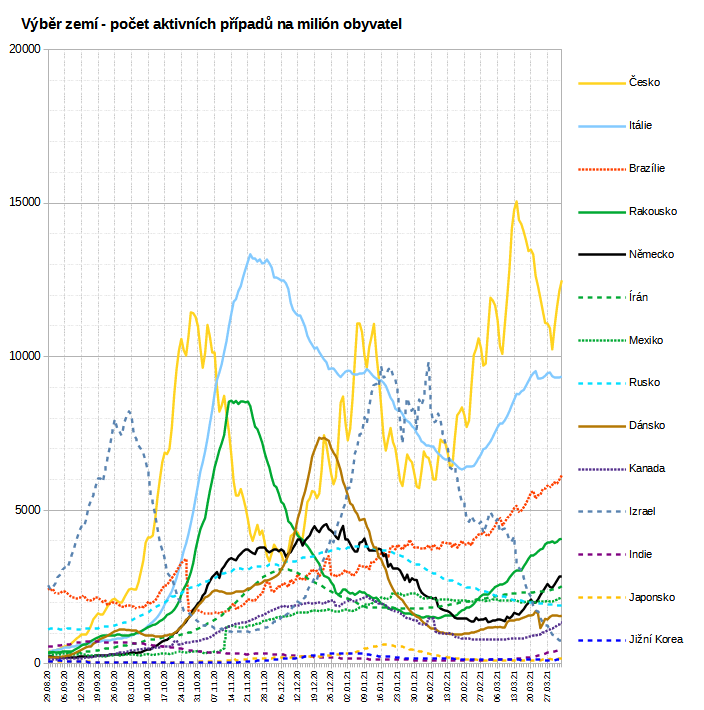 Výběr zemí - počet aktivních případů na milión obyvatel
20000
15000
10000
5000
0
Česko
Itálie
Brazílie
Rakousko
Německo
Írán
Mexiko
Rusko
Dánsko
Kanada
Izrael
Indie
Japonsko
Jižní Korea
29.08.20
05.09.20
12.09.20
19.09.20
26.09.20
03.10.20
10.10.20
17.10.20
24.10.20
31.10.20
07.11.20
14.11.20
21.11.20
28.11.20
05.12.20
12.12.20
19.12.20
26.12.20
02.01.21
09.01.21
16.01.21
23.01.21
30.01.21
06.02.21
13.02.21
20.02.21
27.02.21
06.03.21
13.03.21
20.03.21
27.03.21